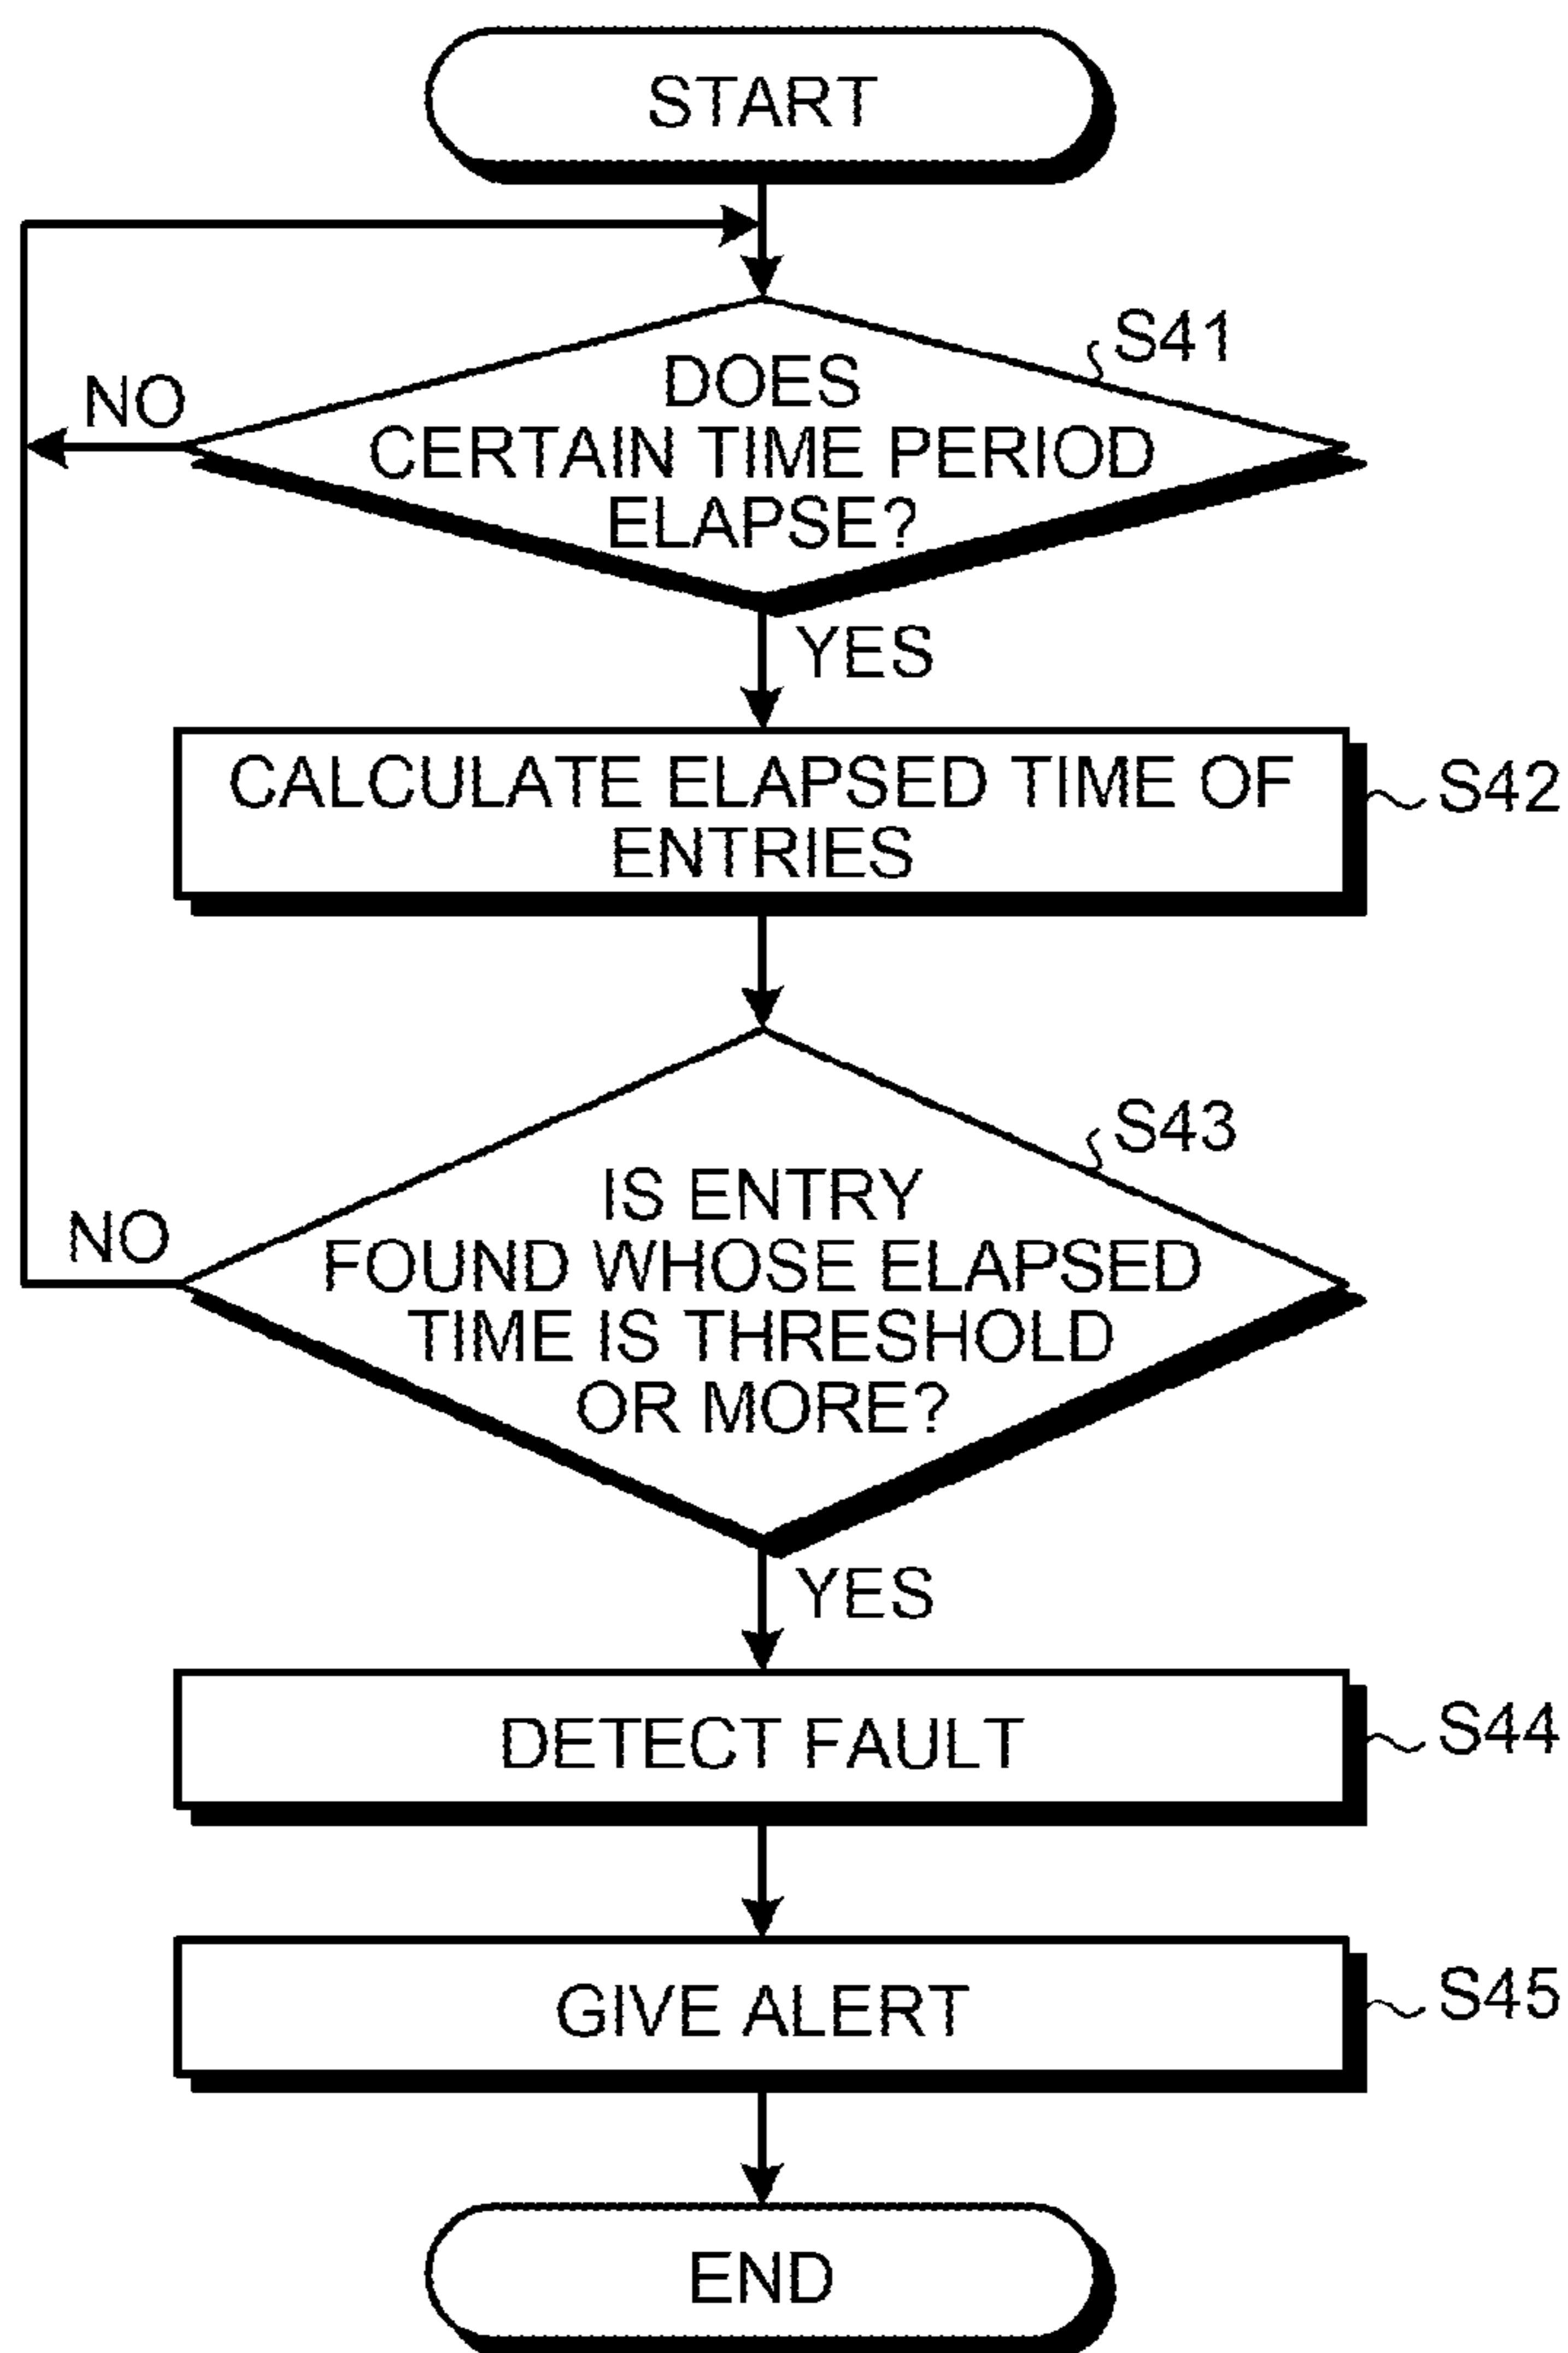 START
S41
DOES
CERTAIN TIME PERIOD
ELAPSE?
NO
YES
CALCULATE ELAPSED TIME OF
ENTRIES
S42
S43
IS ENTRY
FOUND WHOSE ELAPSED
TIME IS THRESHOLD
OR MORE?
NO
YES
DETECT FAULT
S44
GIVE ALERT
S45
END